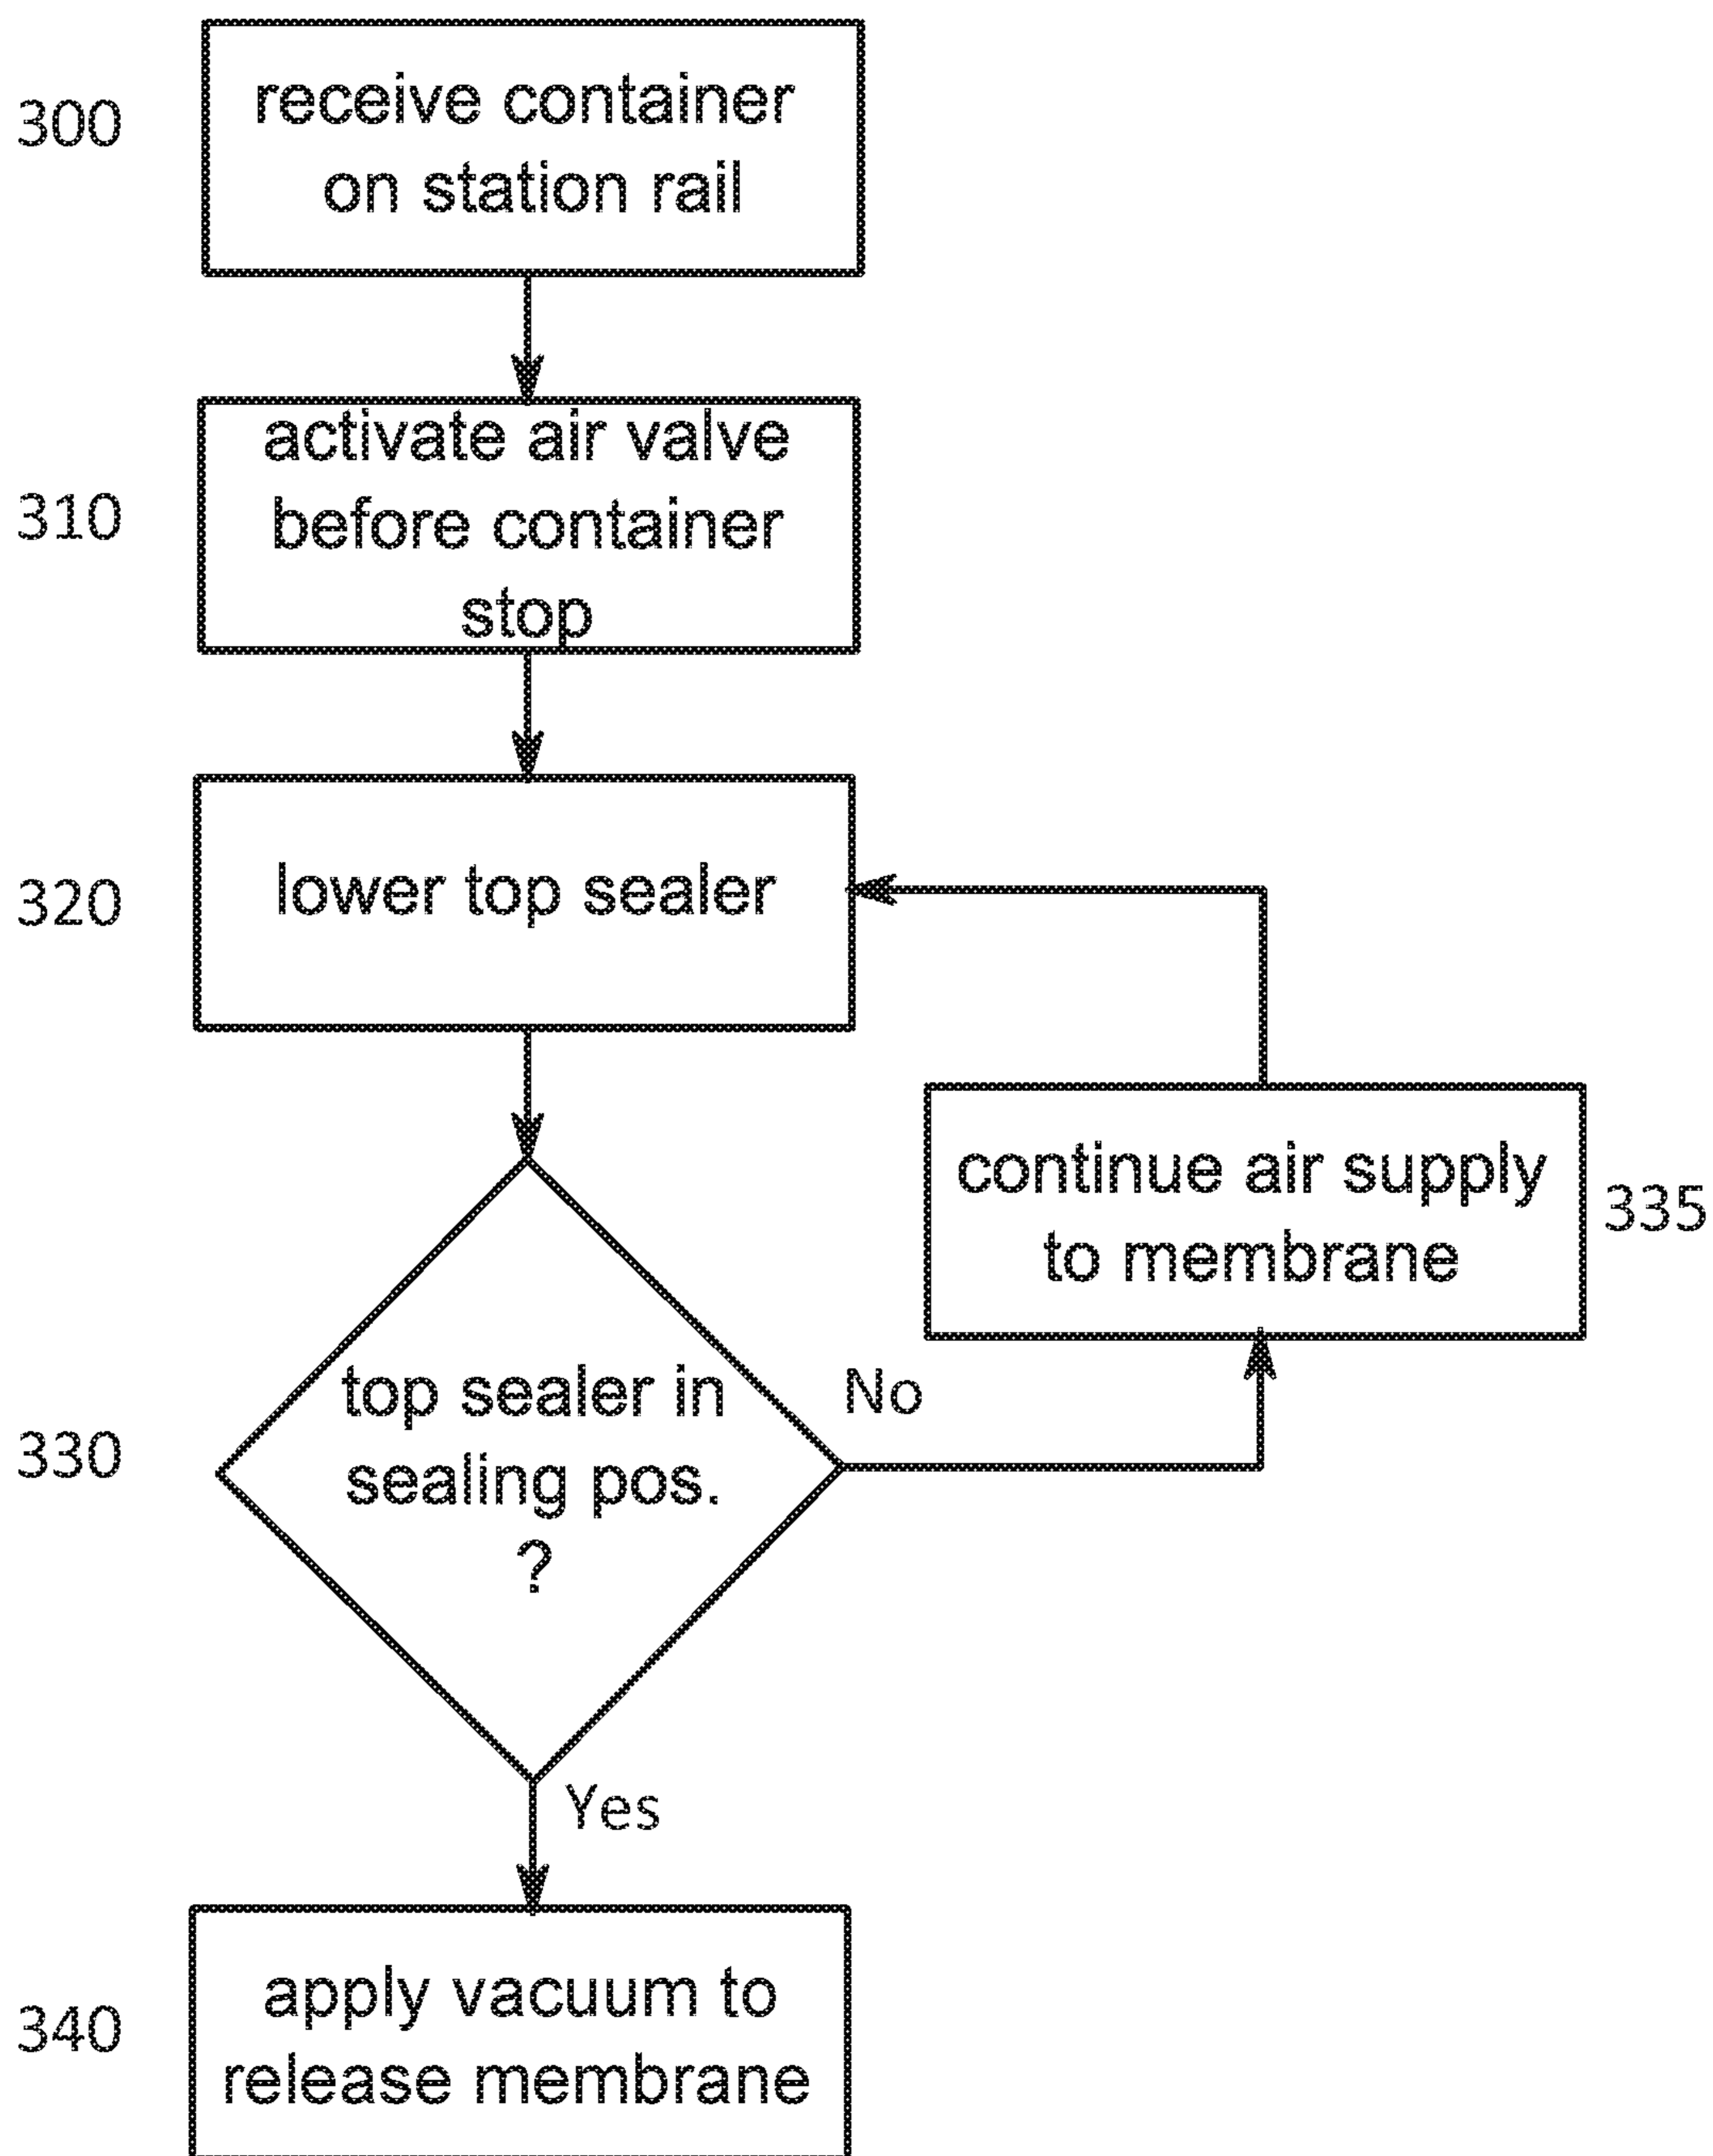 300
receive container
on station rail
310
activate air valve
before container
stop
320
lower top sealer
continue air supply
to membrane
335
330
top sealer in
sealing pos.
?
No
Yes
340
apply vacuum to
release membrane